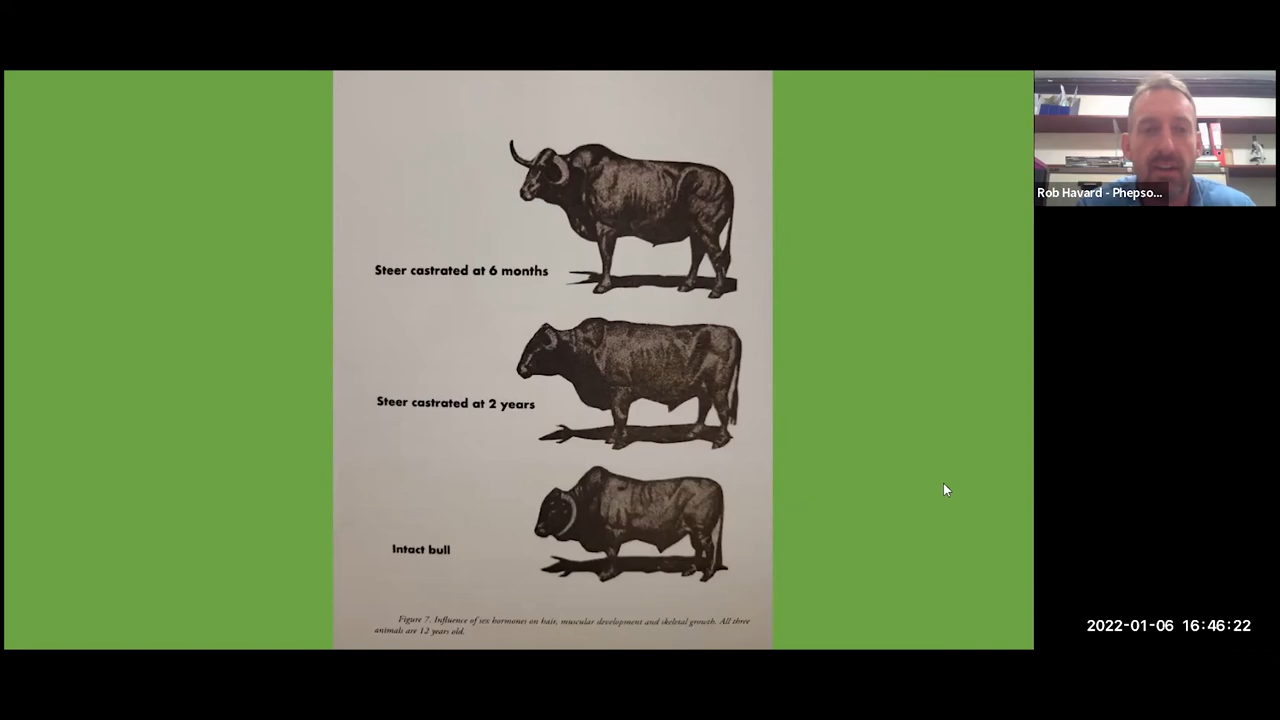 Rob Havard - Phepso...
Steer castrated at 6 months
Steer castrated at 2 years
Intact bull
Figure 7. Influence of sex hormones on hair, muscular development and skeletal growth. All three
animals are 12 years old.
2022-01-06 16:46:22